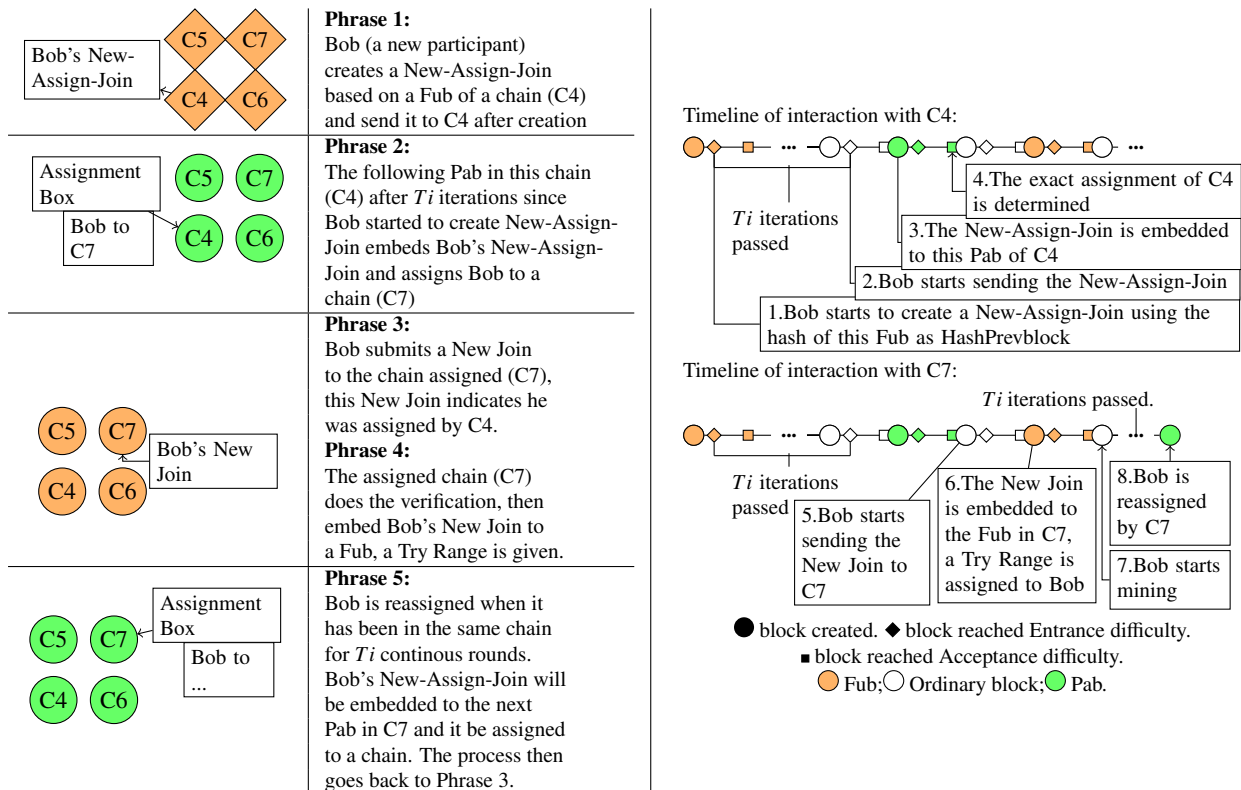 C5
C7
C4
C6
Bob's New-
Assign-Join
Phrase 1:
Bob (a new participant)
creates a New-Assign-Join
based on a Fub of a chain (C4)
and send it to C4 after creation
Assignment
Box
Bob to
C7
C5
C7
C4
C6
Phrase 2:
The following Pab in this chain
(C4) after Ti iterations since
Bob started to create New-Assign-
Join embeds Bob's New-Assign-
Join and assigns Bob to a
chain (C7)
C5
C7
C4
C6
Bob's New
Join
Phrase 3:
Bob submits a New Join
to the chain assigned (C7),
this New Join indicates he
was assigned by C4.
Phrase 4:
The assigned chain (C7)
does the verification, then
embed Bob's New Join to
a Fub, a Try Range is given.
C5
C7
C4
C6
Assignment
Box
Bob to
...
Phrase 5:
Bob is reassigned when it
has been in the same chain
for Ti continous rounds.
Bob's New-Assign-Join will
be embedded to the next
Pab in C7 and it be assigned
to a chain. The process then
goes back to Phrase 3.
Timeline of interaction with C4:
...
...
Ti iterations
passed
4.The exact assignment of C4
is determined
3.The New-Assign-Join is embedded
to this Pab of C4
2.Bob starts sending the New-Assign-Join
1.Bob starts to create a New-Assign-Join using the
hash of this Fub as HashPrevblock
Timeline of interaction with C7:
Ti iterations passed.
...
...
Ti iterations
passed
5.Bob starts
sending the
New Join to
C7
6.The New Join
is embedded to
the Fub in C7,
a Try Range is
assigned to Bob
8.Bob is
reassigned
by C7
7.Bob starts
mining
block created. block reached Entrance difficulty.
block reached Acceptance difficulty.
Fub; Ordinary block; Pab.